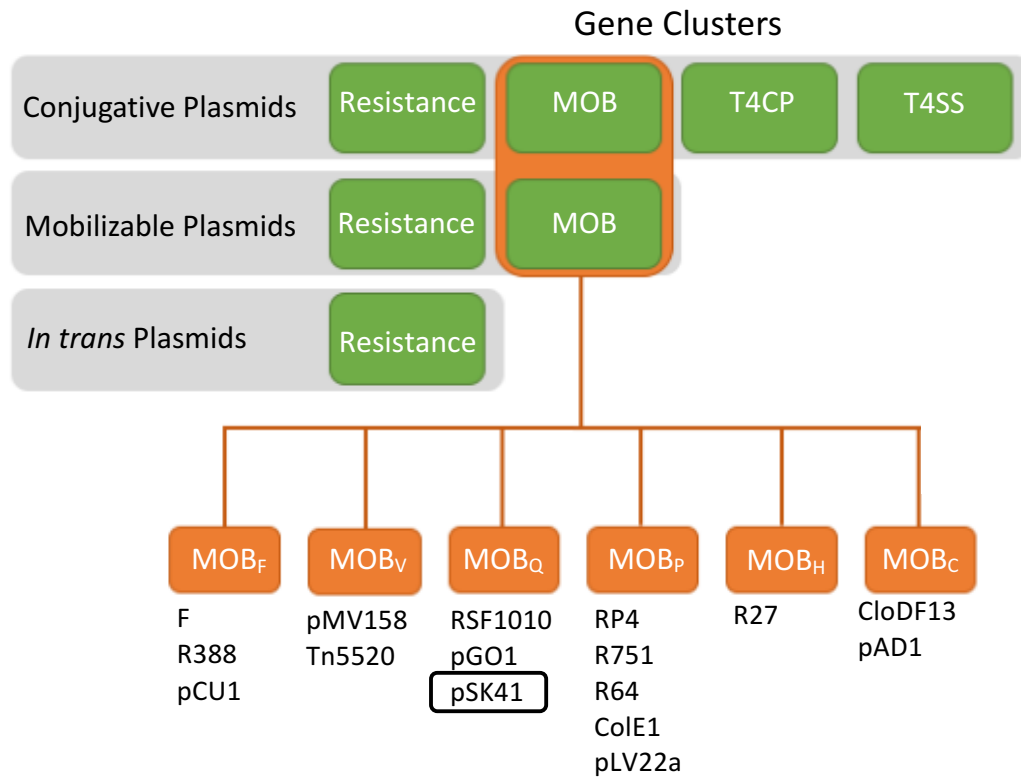 Gene Clusters
Conjugative Plasmids Resistance MOB T4CP T4SS
Mobilizable Plasmids Resistance MOB
In trans Plasmids Resistance
MOBF MOBV MOBQ MOBP MOBH MOBC
F pMV158 RSF1010 RP4 R27 CloDF13
R388 Tn5520 pGO1 R751 pAD1
pCU1 pSK41 R64
ColE1
pLV22a